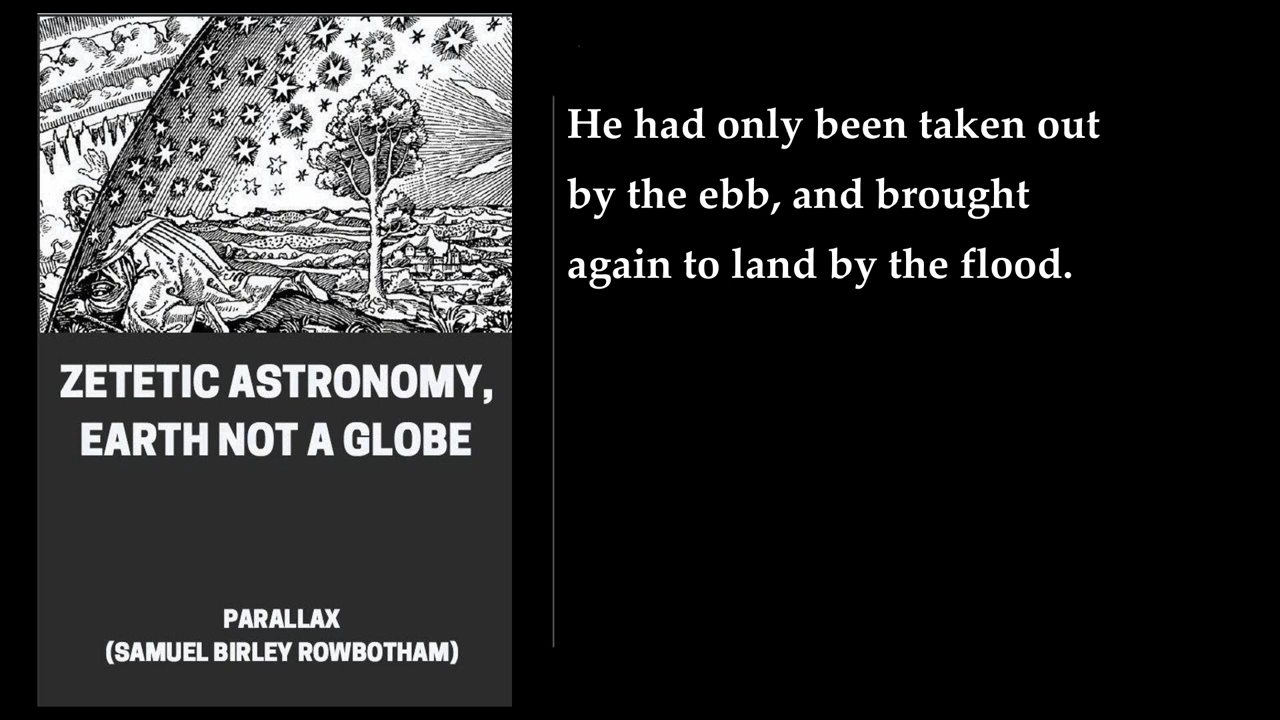 ZETETIC ASTRONOMY,
EARTH NOT A GLOBE
PARALLAX
(SAMUEL BIRLEY ROWBOTHAM)
He had only been taken out
by the ebb, and brought
again to land by the flood.